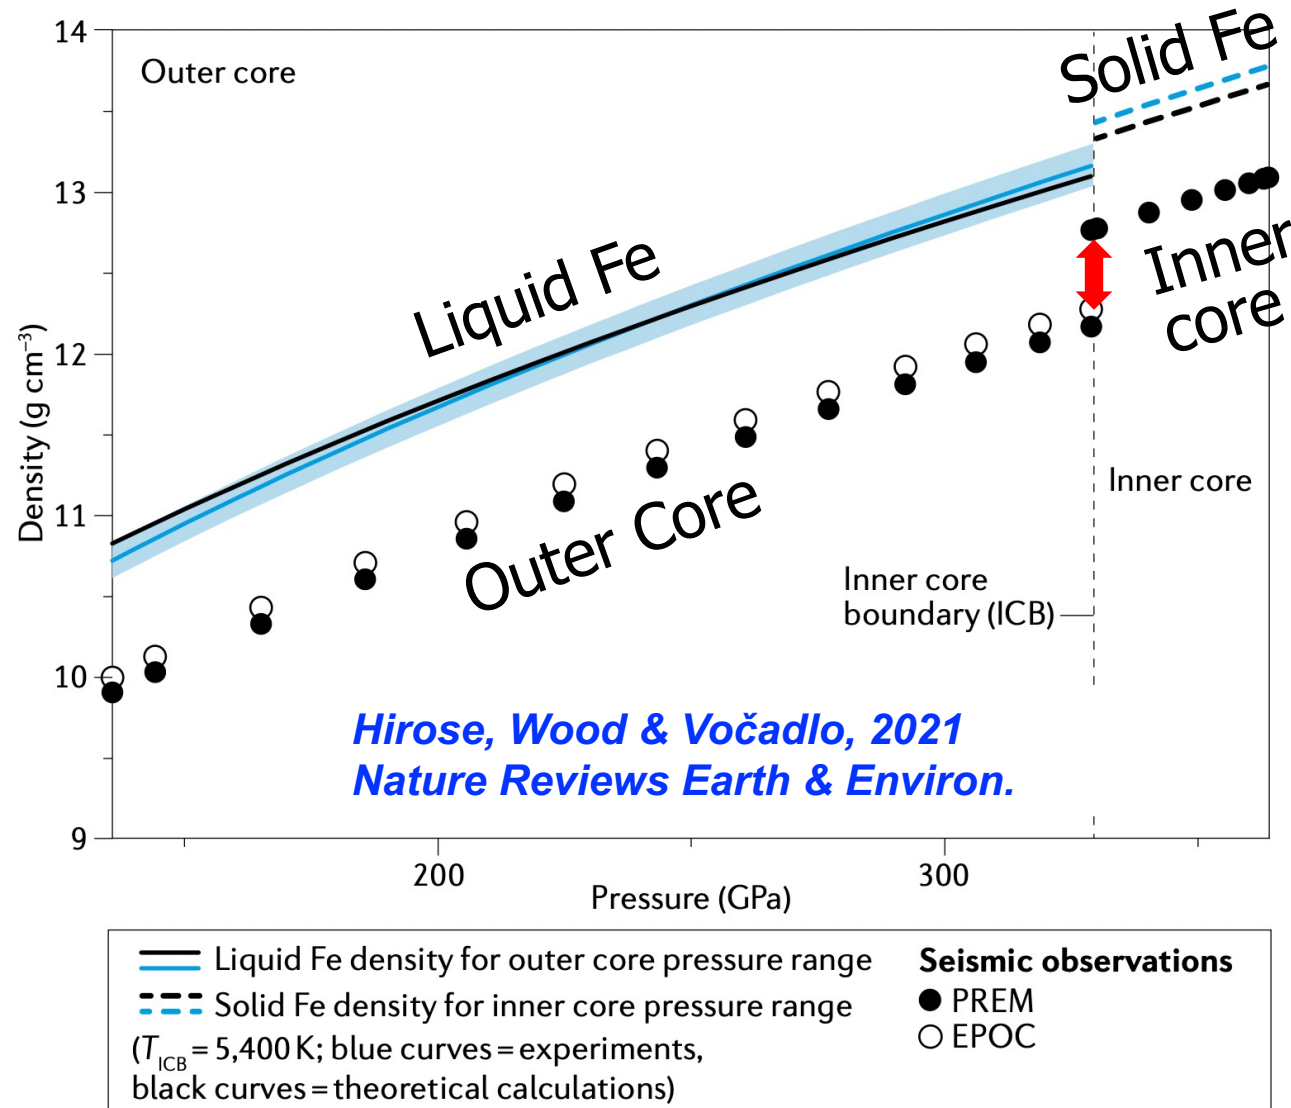 14
13
12
11
10
9
Density (g cm⁻³)
Outer core
Solid Fe
Liquid Fe
Inner
core
Outer Core
Inner core
Inner core
boundary (ICB)
Hirose, Wood & Vočadlo, 2021
Nature Reviews Earth & Environ.
200
300
Pressure (GPa)
Liquid Fe density for outer core pressure range
Solid Fe density for inner core pressure range
(T_ICB = 5,400 K; blue curves = experiments,
black curves = theoretical calculations)
Seismic observations
PREM
EPOC